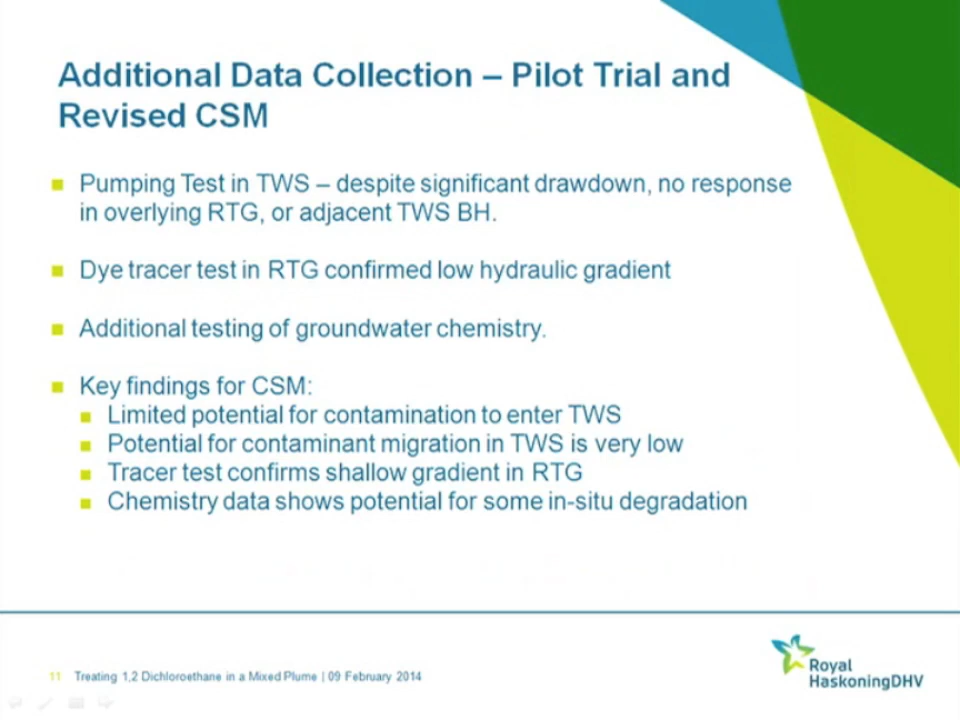 Additional Data Collection – Pilot Trial and
Revised CSM
Pumping Test in TWS – despite significant drawdown, no response
in overlying RTG, or adjacent TWS BH.
Dye tracer test in RTG confirmed low hydraulic gradient
Additional testing of groundwater chemistry.
Key findings for CSM:
Limited potential for contamination to enter TWS
Potential for contaminant migration in TWS is very low
Tracer test confirms shallow gradient in RTG
Chemistry data shows potential for some in-situ degradation
11 Treating 1,2 Dichloroethane in a Mixed Plume | 09 February 2014
Royal
HaskoningDHV